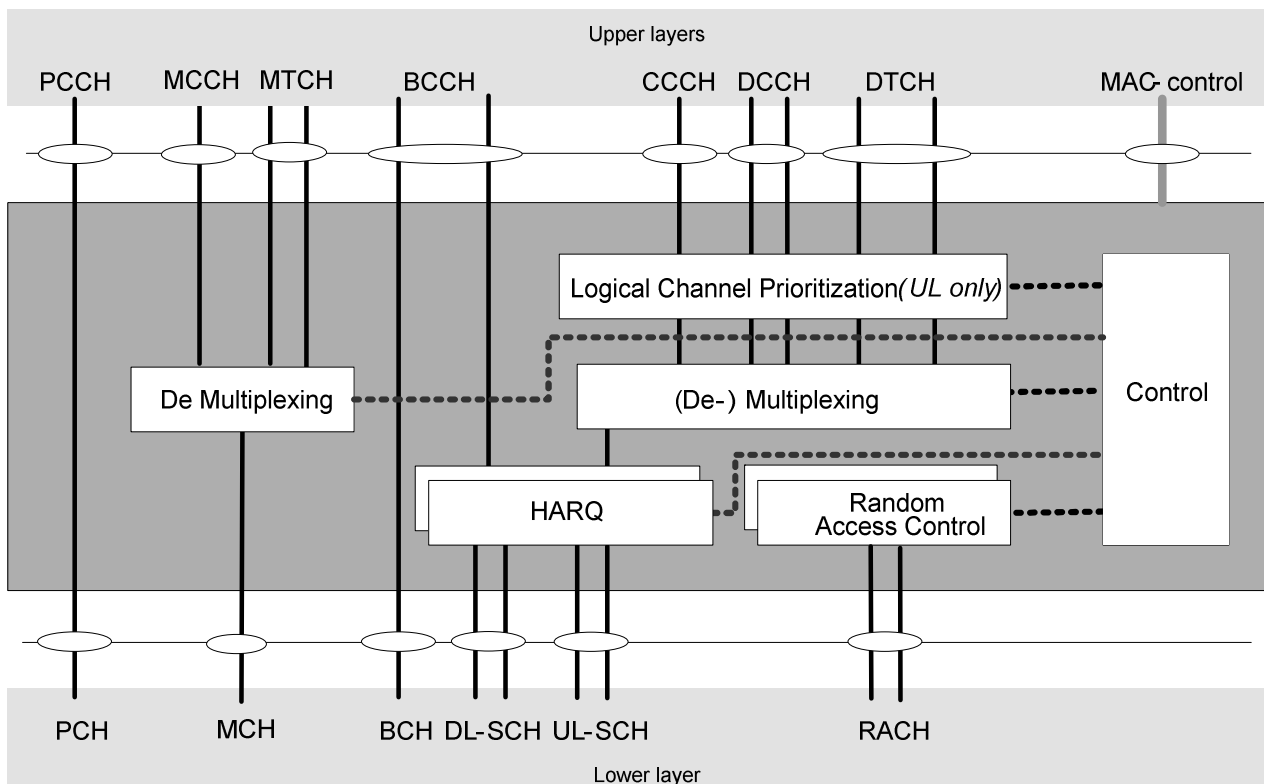 Upper layers
PCCH MCCH MTCH BCCH CCCH DCCH DTCH MAC- control
Logical Channel Prioritization(UL only)
De Multiplexing
(De-) Multiplexing
Control
HARQ
Random
Access Control
PCH MCH BCH DL-SCH UL-SCH RACH
Lower layer